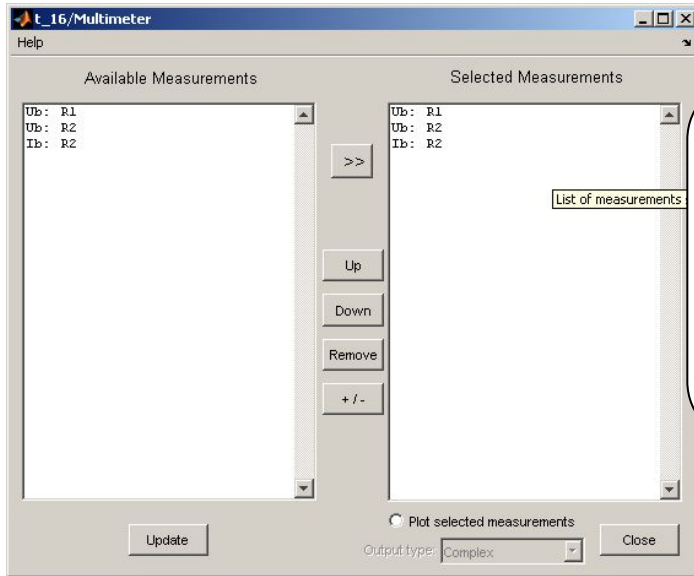 t_16/Multimeter
Help
Available Measurements
Selected Measurements
Ub: R1
Ub: R2
Ib: R2
>>
Up
Down
Remove
+ / -
Ub: R1
Ub: R2
Ib: R2
List of measurements
Update
Plot selected measurements
Output type: Complex
Close